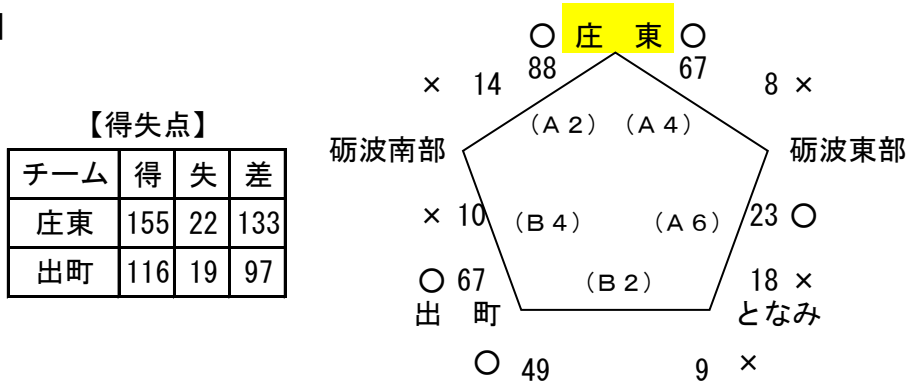 ○ 庄 東 ○
88 67
× 14 8 ×
(A2) (A4)
【得失点】
砺波南部 砺波東部
チーム 得 失 差
庄東 155 22 133
出町 116 19 97
× 10 (B4) (A6) 23 ○
○ 67 (B2) 18 ×
出 町 となみ
○ 49 9 ×